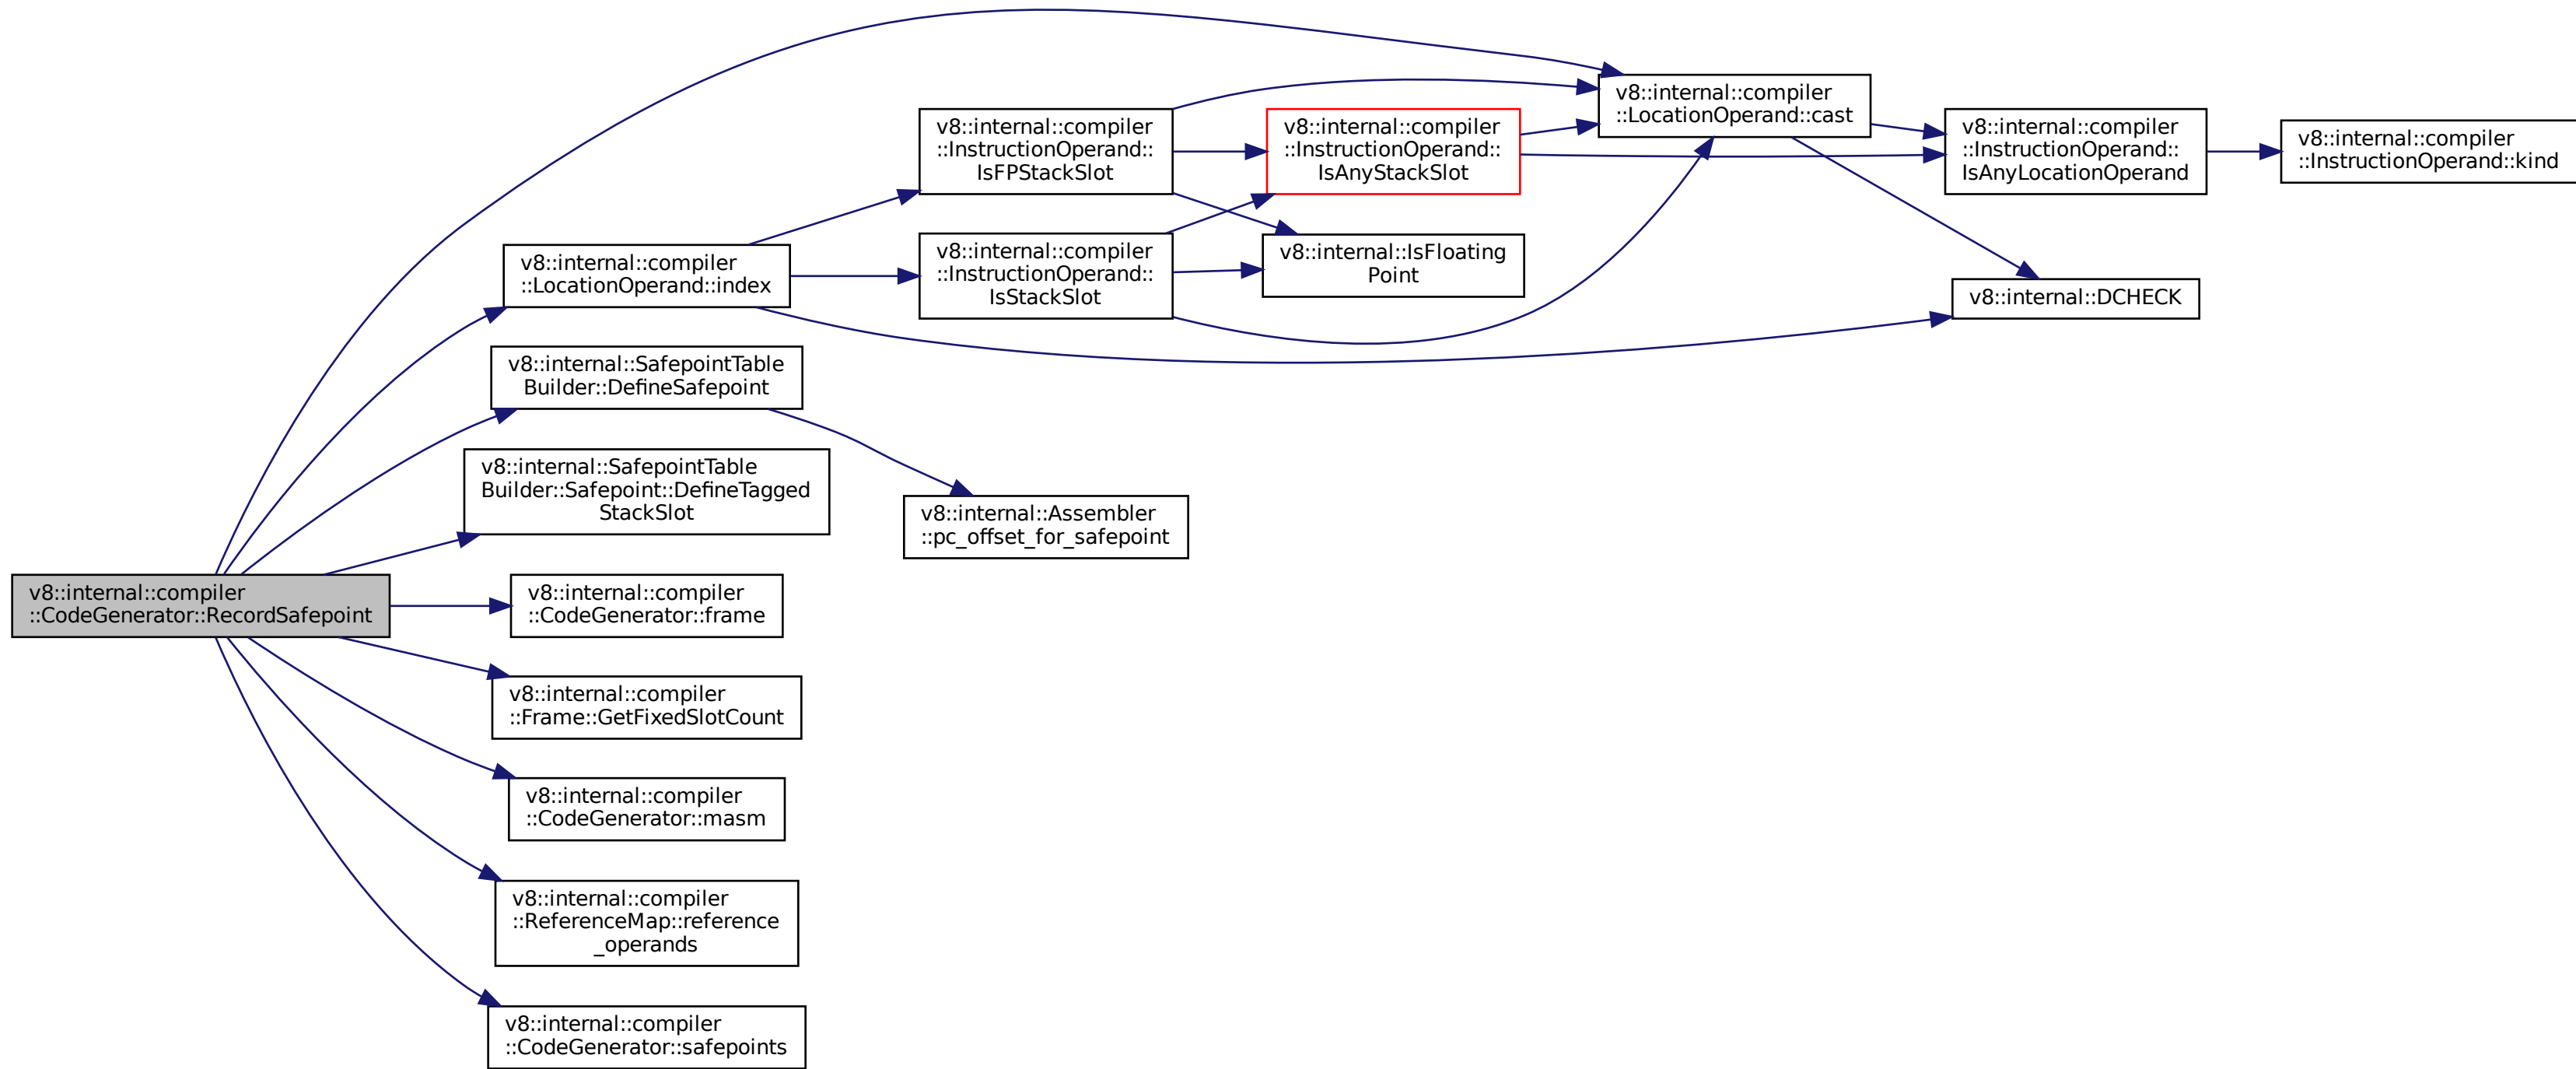 v8::internal::compiler
::LocationOperand::cast
v8::internal::compiler
::InstructionOperand::
IsFPStackSlot
v8::internal::compiler
::InstructionOperand::
IsAnyStackSlot
v8::internal::compiler
::InstructionOperand::
IsAnyLocationOperand
v8::internal::compiler
::InstructionOperand::kind
v8::internal::compiler
::LocationOperand::index
v8::internal::compiler
::InstructionOperand::
IsStackSlot
v8::internal::IsFloating
Point
v8::internal::DCHECK
v8::internal::SafepointTable
Builder::DefineSafepoint
v8::internal::SafepointTable
Builder::Safepoint::DefineTagged
StackSlot
v8::internal::Assembler
::pc_offset_for_safepoint
v8::internal::compiler
::CodeGenerator::RecordSafepoint
v8::internal::compiler
::CodeGenerator::frame
v8::internal::compiler
::Frame::GetFixedSlotCount
v8::internal::compiler
::CodeGenerator::masm
v8::internal::compiler
::ReferenceMap::reference
_operands
v8::internal::compiler
::CodeGenerator::safepoints